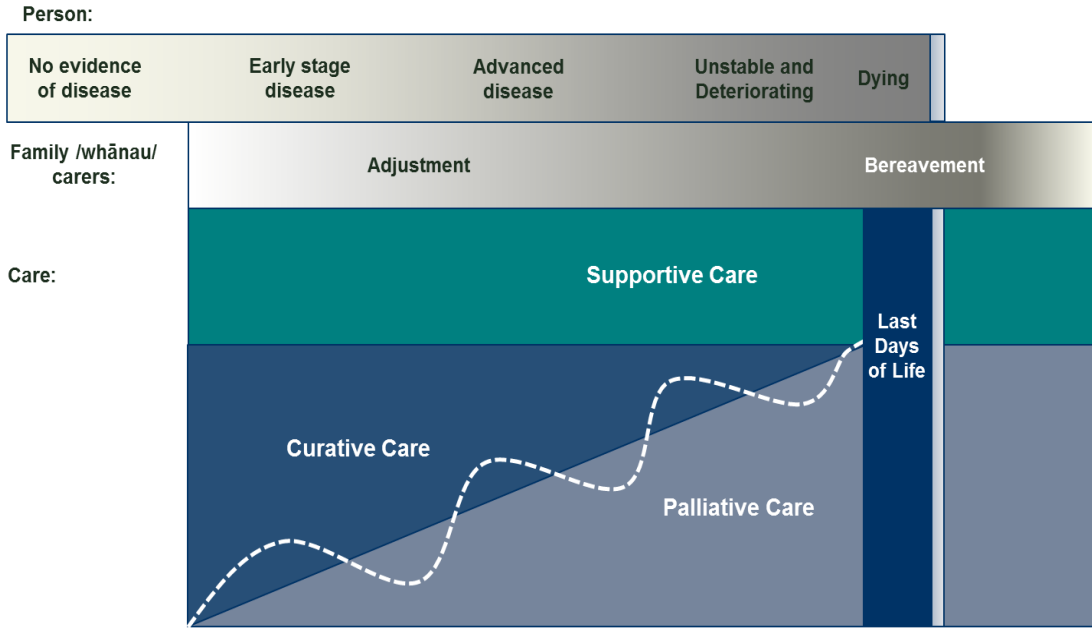 Person:
No evidence
of disease
Early stage
disease
Advanced
disease
Unstable and
Deteriorating
Dying
Family /whānau/
carers:
Adjustment
Bereavement
Care:
Supportive Care
Last
Days
of Life
Curative Care
Palliative Care